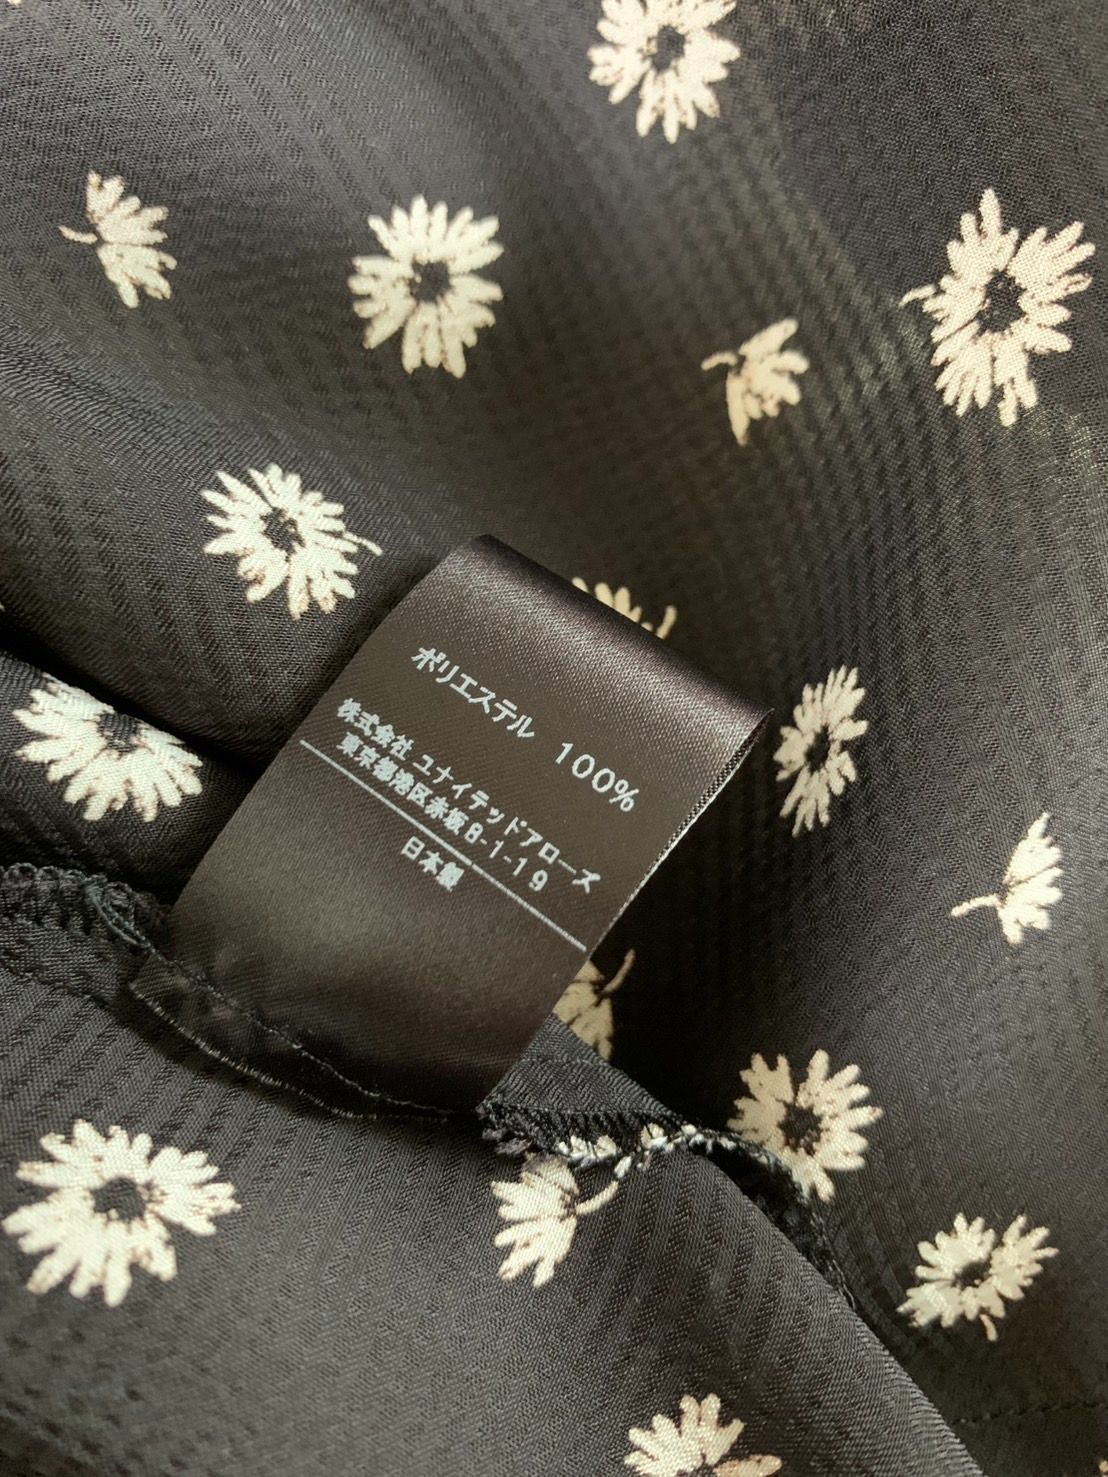 ポリエステル 100%
株式会社 ユナイテッドアローズ
東京都港区赤坂8-1-19
日本製